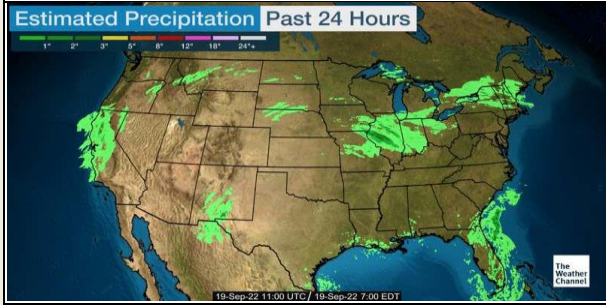 Estimated Precipitation Past 24 Hours
1" 2" 3" 5" 8" 12" 18" 24"+
The
Weather
Channel
19-Sep-22 11:00 UTC / 19-Sep-22 7:00 EDT